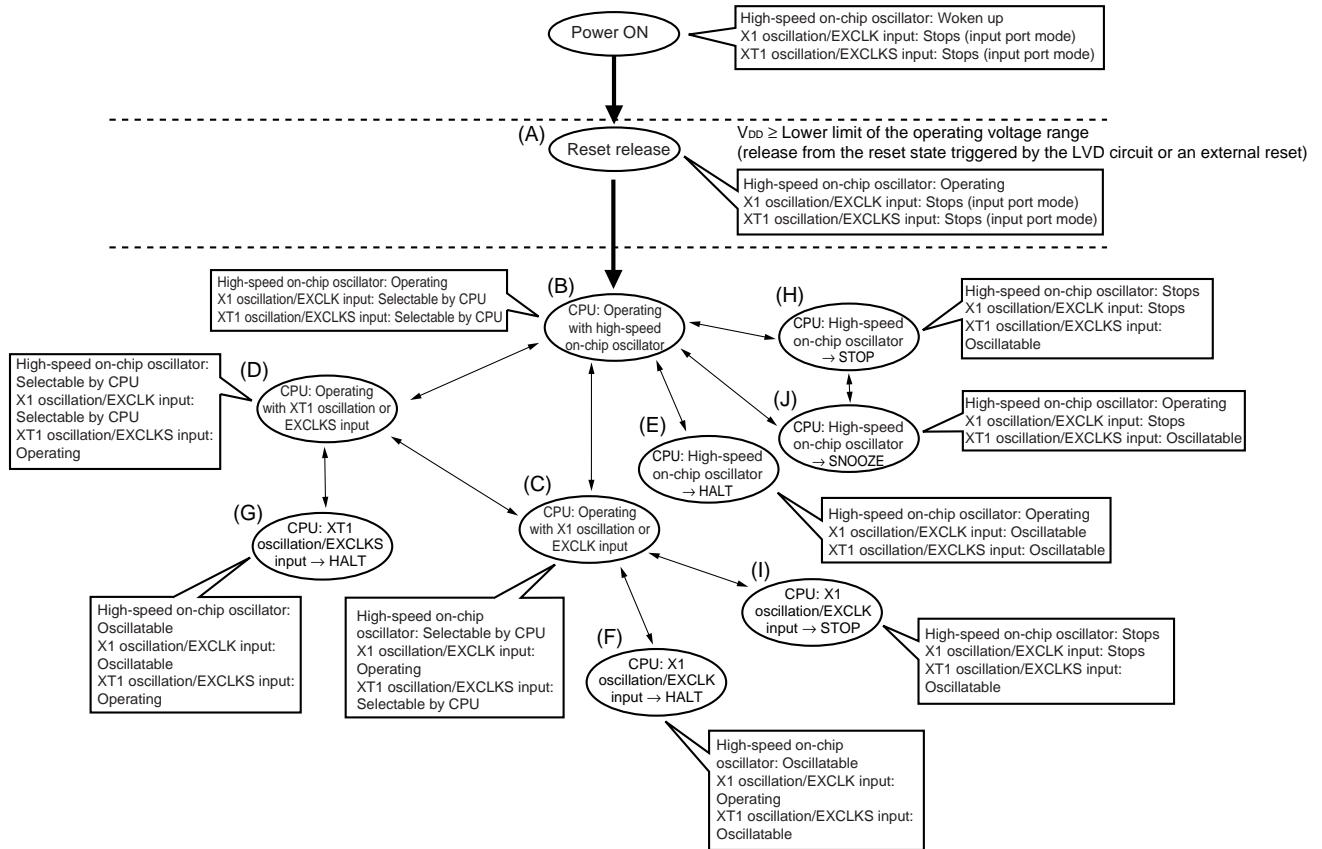 Power ON
High-speed on-chip oscillator: Woken up
X1 oscillation/EXCLK input: Stops (input port mode)
XT1 oscillation/EXCLKS input: Stops (input port mode)
(A)
Reset release
VDD ≥ Lower limit of the operating voltage range
(release from the reset state triggered by the LVD circuit or an external reset)
High-speed on-chip oscillator: Operating
X1 oscillation/EXCLK input: Stops (input port mode)
XT1 oscillation/EXCLKS input: Stops (input port mode)
High-speed on-chip oscillator: Operating
X1 oscillation/EXCLK input: Selectable by CPU
XT1 oscillation/EXCLKS input: Selectable by CPU
(B)
CPU: Operating
with high-speed
on-chip oscillator
(H)
CPU: High-speed
on-chip oscillator
→ STOP
High-speed on-chip oscillator: Stops
X1 oscillation/EXCLK input: Stops
XT1 oscillation/EXCLKS input:
Oscillatable
High-speed on-chip oscillator:
Selectable by CPU
X1 oscillation/EXCLK input:
Selectable by CPU
XT1 oscillation/EXCLKS input:
Operating
(D)
CPU: Operating
with XT1 oscillation or
EXCLKS input
(J)
CPU: High-speed
on-chip oscillator
→ SNOOZE
High-speed on-chip oscillator: Operating
X1 oscillation/EXCLK input: Stops
XT1 oscillation/EXCLKS input: Oscillatable
(E)
CPU: High-speed
on-chip oscillator
→ HALT
High-speed on-chip oscillator: Operating
X1 oscillation/EXCLK input: Oscillatable
XT1 oscillation/EXCLKS input: Oscillatable
(C)
CPU: Operating
with X1 oscillation or
EXCLK input
(G)
CPU: XT1
oscillation/EXCLKS
input → HALT
High-speed on-chip oscillator:
Oscillatable
X1 oscillation/EXCLK input:
Oscillatable
XT1 oscillation/EXCLKS input:
Operating
High-speed on-chip
oscillator: Selectable by CPU
X1 oscillation/EXCLK input:
Operating
XT1 oscillation/EXCLKS input:
Selectable by CPU
(I)
CPU: X1
oscillation/EXCLK
input → STOP
High-speed on-chip oscillator: Stops
X1 oscillation/EXCLK input: Stops
XT1 oscillation/EXCLKS input:
Oscillatable
(F)
CPU: X1
oscillation/EXCLK
input → HALT
High-speed on-chip
oscillator: Oscillatable
X1 oscillation/EXCLK input:
Operating
XT1 oscillation/EXCLKS input:
Oscillatable